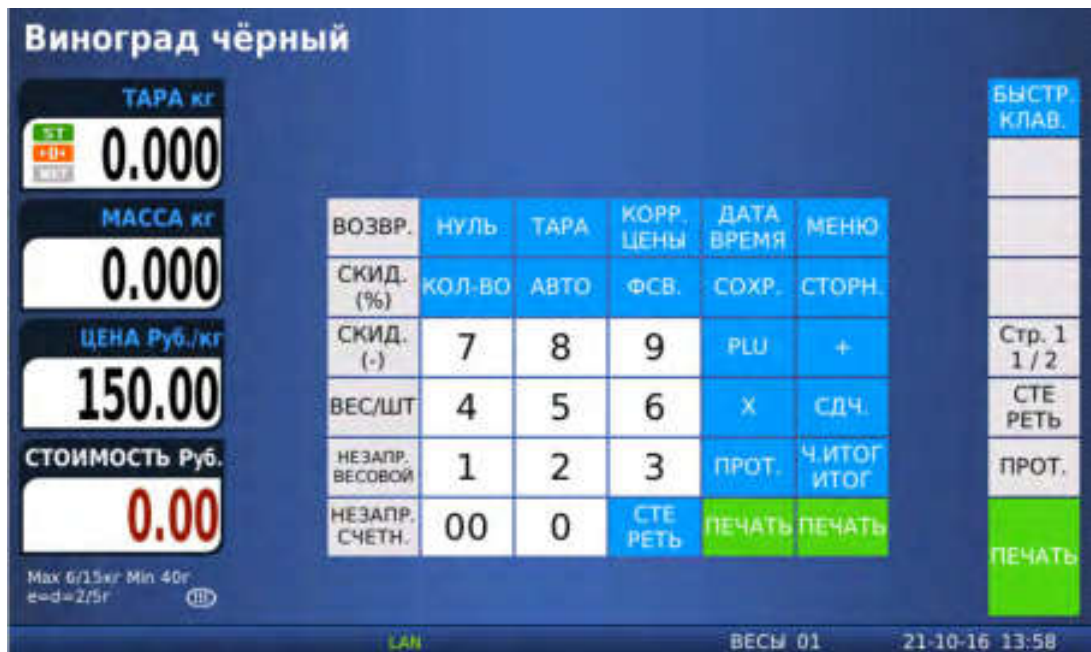 Виноград чёрный
ТАРА кг
ST
0.000
NET
МАССА кг
0.000
ЦЕНА Руб./кг
150.00
СТОИМОСТЬ Руб.
0.00
Max 6/15кг Min 40г
e=d=2/5г
ВОЗВР. НУЛЬ ТАРА КОРР. ЦЕНЫ ДАТА ВРЕМЯ МЕНЮ
СКИД. (%) КОЛ-ВО АВТО ФСВ. СОХР. СТОРН.
СКИД. (-) 7 8 9 PLU +
ВЕС/ШТ 4 5 6 X СДЧ.
НЕЗАПР. ВЕСОВОЙ 1 2 3 ПРОТ. Ч.ИТОГ ИТОГ
НЕЗАПР. СЧЕТН. 00 0 СТЕ РЕТЬ ПЕЧАТЬ ПЕЧАТЬ
БЫСТР.
КЛАВ.
Стр. 1
1 / 2
СТЕ
РЕТЬ
ПРОТ.
ПЕЧАТЬ
LAN ВЕСЫ 01 21-10-16 13:58